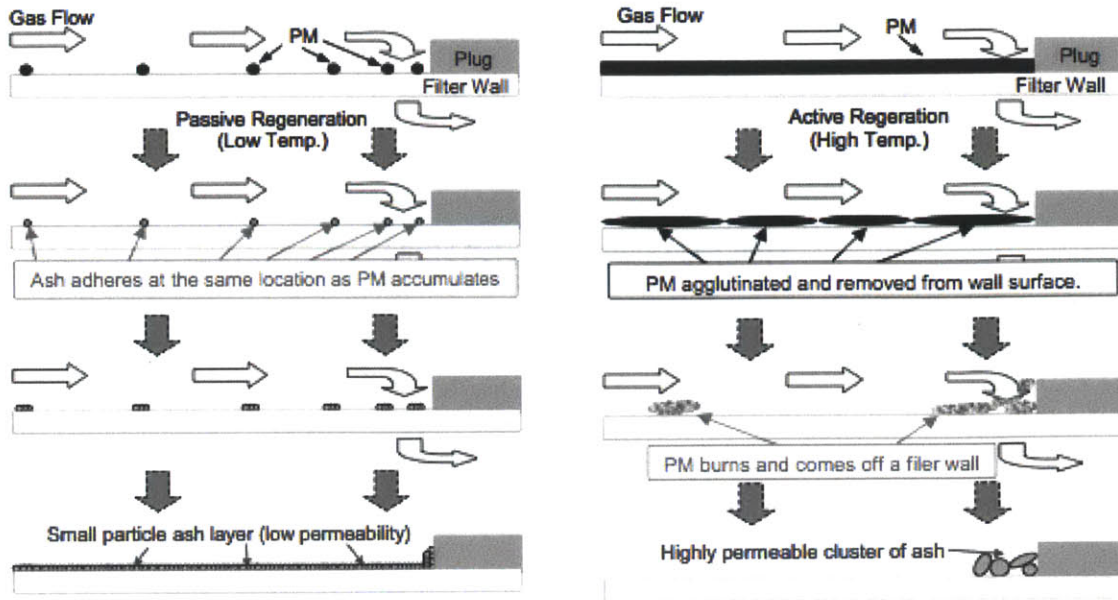 Gas Flow
PM
Plug
Filter Wall
Passive Regeneration
(Low Temp.)
Ash adheres at the same location as PM accumulates
Small particle ash layer (low permeability)
Gas Flow
PM
Plug
Filter Wall
Active Regeration
(High Temp.)
PM agglutinated and removed from wall surface.
PM burns and comes off a filer wall
Highly permeable cluster of ash